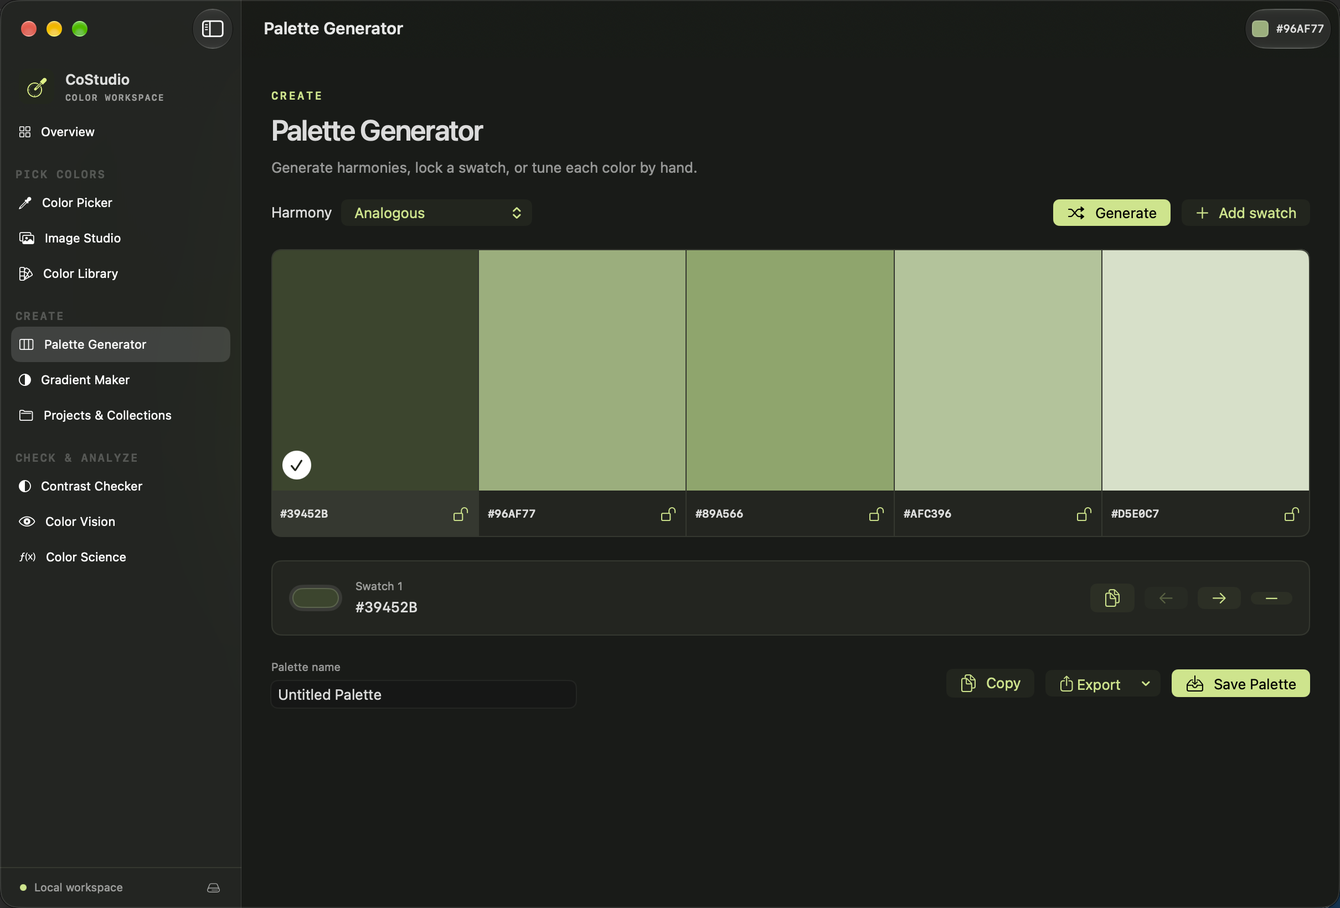 Palette Generator
#96AF77
CoStudio
COLOR WORKSPACE
Overview
PICK COLORS
Color Picker
Image Studio
Color Library
CREATE
Palette Generator
Gradient Maker
Projects & Collections
CHECK & ANALYZE
Contrast Checker
Color Vision
f(x) Color Science
Local workspace
CREATE
Palette Generator
Generate harmonies, lock a swatch, or tune each color by hand.
Harmony Analogous Generate Add swatch
#39452B #96AF77 #89A566 #AFC396 #D5E0C7
Swatch 1
#39452B
Palette name
Untitled Palette
Copy Export Save Palette